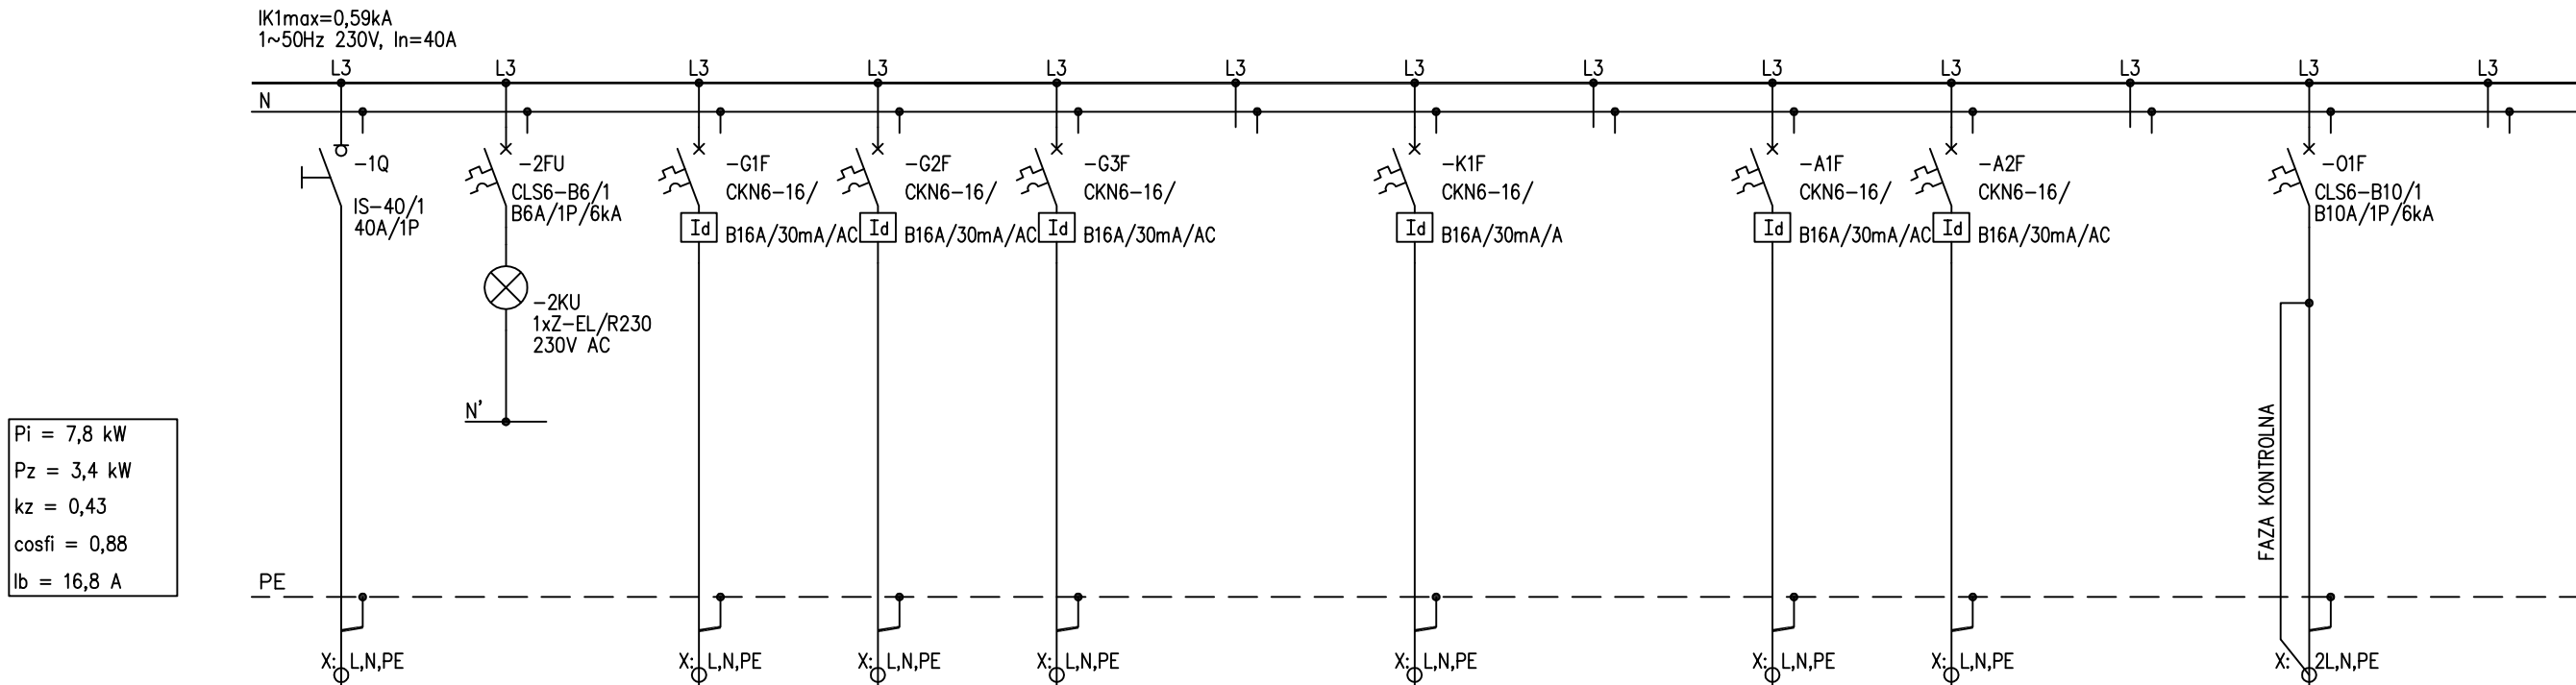 IK1max=0,59kA
1~50Hz 230V, In=40A
L3 L3 L3 L3 L3 L3 L3 L3 L3 L3 L3 L3 L3
N
-1Q
IS-40/1
40A/1P
-2FU
CLS6-B6/1
B6A/1P/6kA
-2KU
1xZ-EL/R230
230V AC
N'
-G1F
CKN6-16/
Id
B16A/30mA/AC
-G2F
CKN6-16/
Id
B16A/30mA/AC
-G3F
CKN6-16/
Id
B16A/30mA/AC
-K1F
CKN6-16/
Id
B16A/30mA/A
-A1F
CKN6-16/
Id
B16A/30mA/AC
-A2F
CKN6-16/
Id
B16A/30mA/AC
-O1F
CLS6-B10/1
B10A/1P/6kA
FAZA KONTROLNA
Pi = 7,8 kW
Pz = 3,4 kW
kz = 0,43
cosfi = 0,88
Ib = 16,8 A
PE
X: L,N,PE X: L,N,PE X: L,N,PE X: L,N,PE X: L,N,PE X: L,N,PE X: L,N,PE X: 2L,N,PE